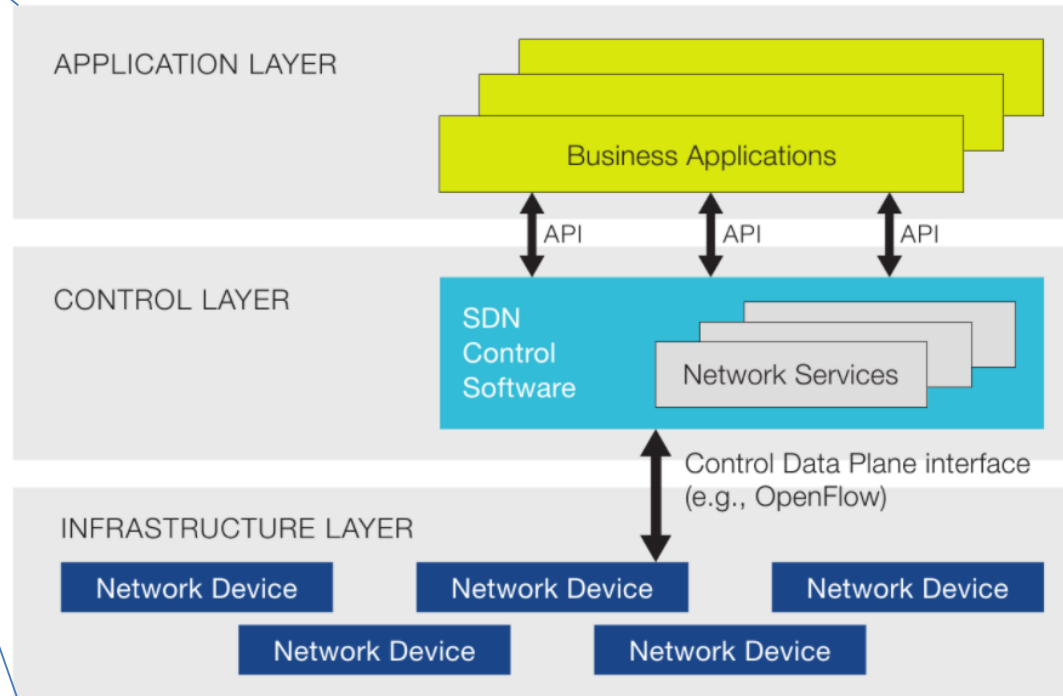 APPLICATION LAYER
Business Applications
API
API
API
CONTROL LAYER
SDN
Control
Software
Network Services
Control Data Plane interface
(e.g., OpenFlow)
INFRASTRUCTURE LAYER
Network Device
Network Device
Network Device
Network Device
Network Device